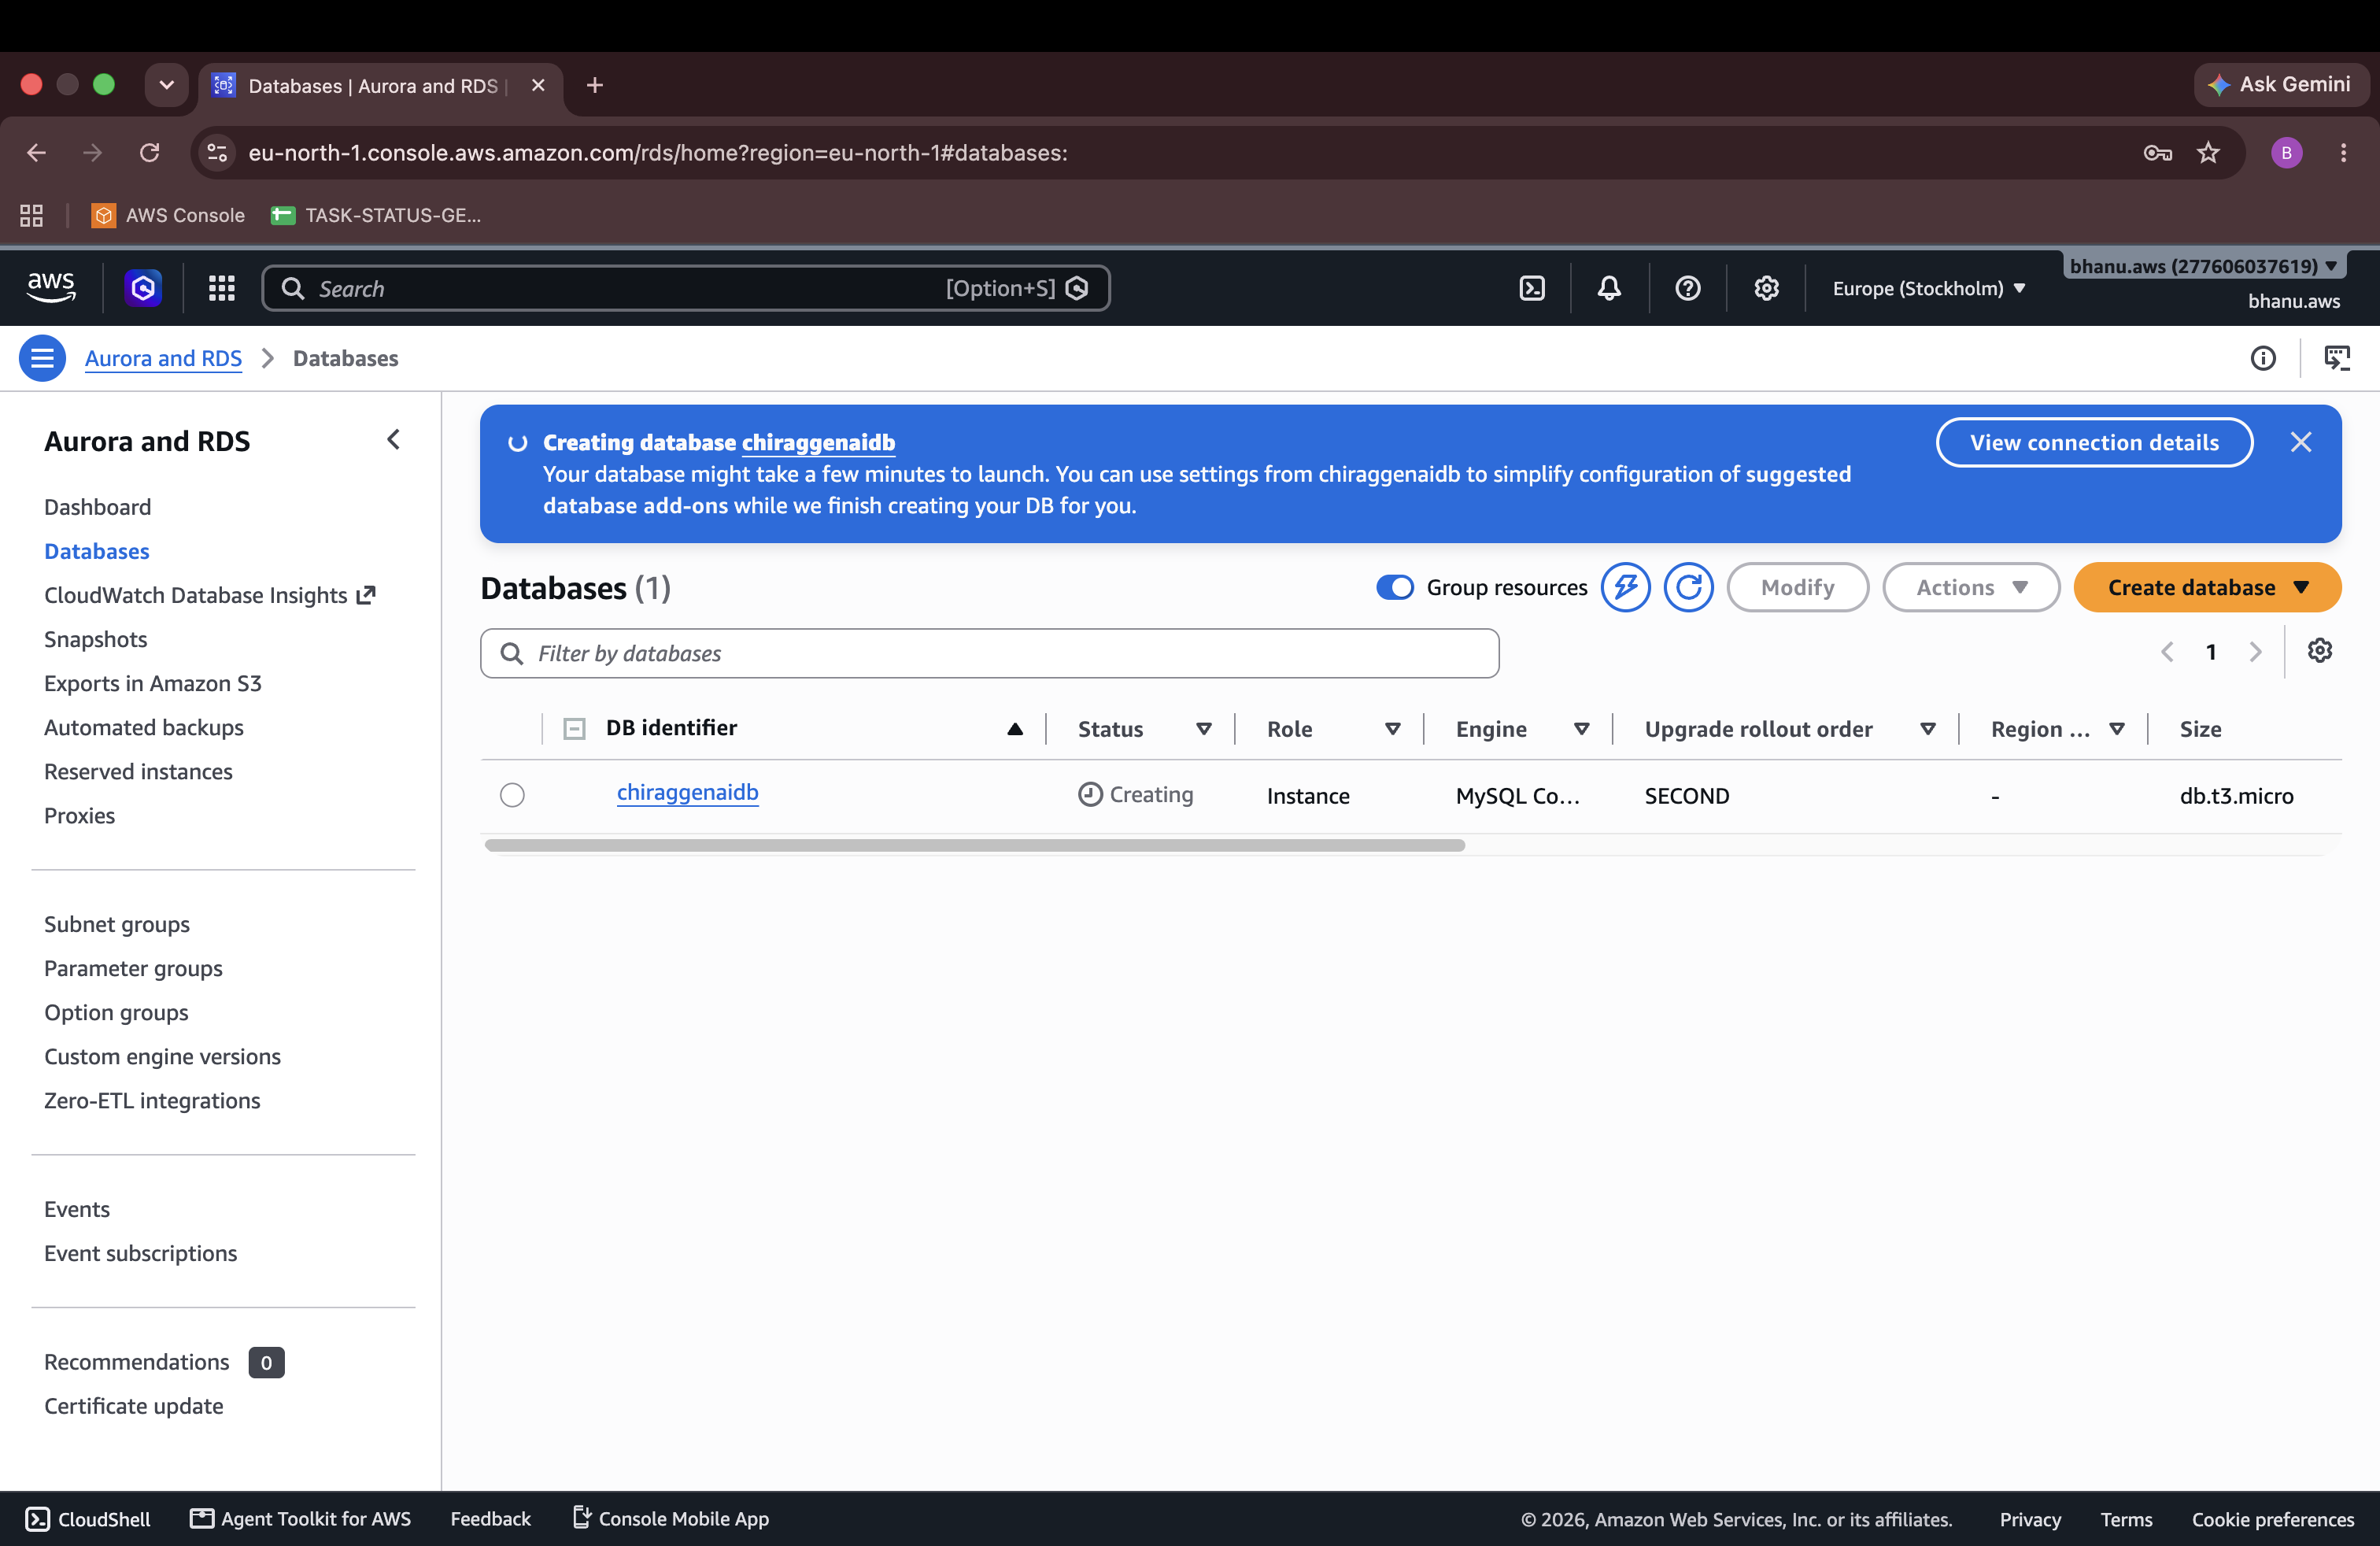 Databases | Aurora and RDS |
Ask Gemini
eu-north-1.console.aws.amazon.com/rds/home?region=eu-north-1#databases:
B
AWS Console
TASK-STATUS-GE...
aws
Search
[Option+S]
Europe (Stockholm)
bhanu.aws (277606037619)
bhanu.aws
Aurora and RDS
Databases
Aurora and RDS
Dashboard
Databases
CloudWatch Database Insights
Snapshots
Exports in Amazon S3
Automated backups
Reserved instances
Proxies
Subnet groups
Parameter groups
Option groups
Custom engine versions
Zero-ETL integrations
Events
Event subscriptions
Recommendations 0
Certificate update
Creating database chiraggenaidb
Your database might take a few minutes to launch. You can use settings from chiraggenaidb to simplify configuration of suggested
database add-ons while we finish creating your DB for you.
View connection details
Databases (1)
Group resources
Modify
Actions
Create database
Filter by databases
1
DB identifier
Status
Role
Engine
Upgrade rollout order
Region ...
Size
chiraggenaidb
Creating
Instance
MySQL Co...
SECOND
-
db.t3.micro
CloudShell
Agent Toolkit for AWS
Feedback
Console Mobile App
© 2026, Amazon Web Services, Inc. or its affiliates.
Privacy
Terms
Cookie preferences